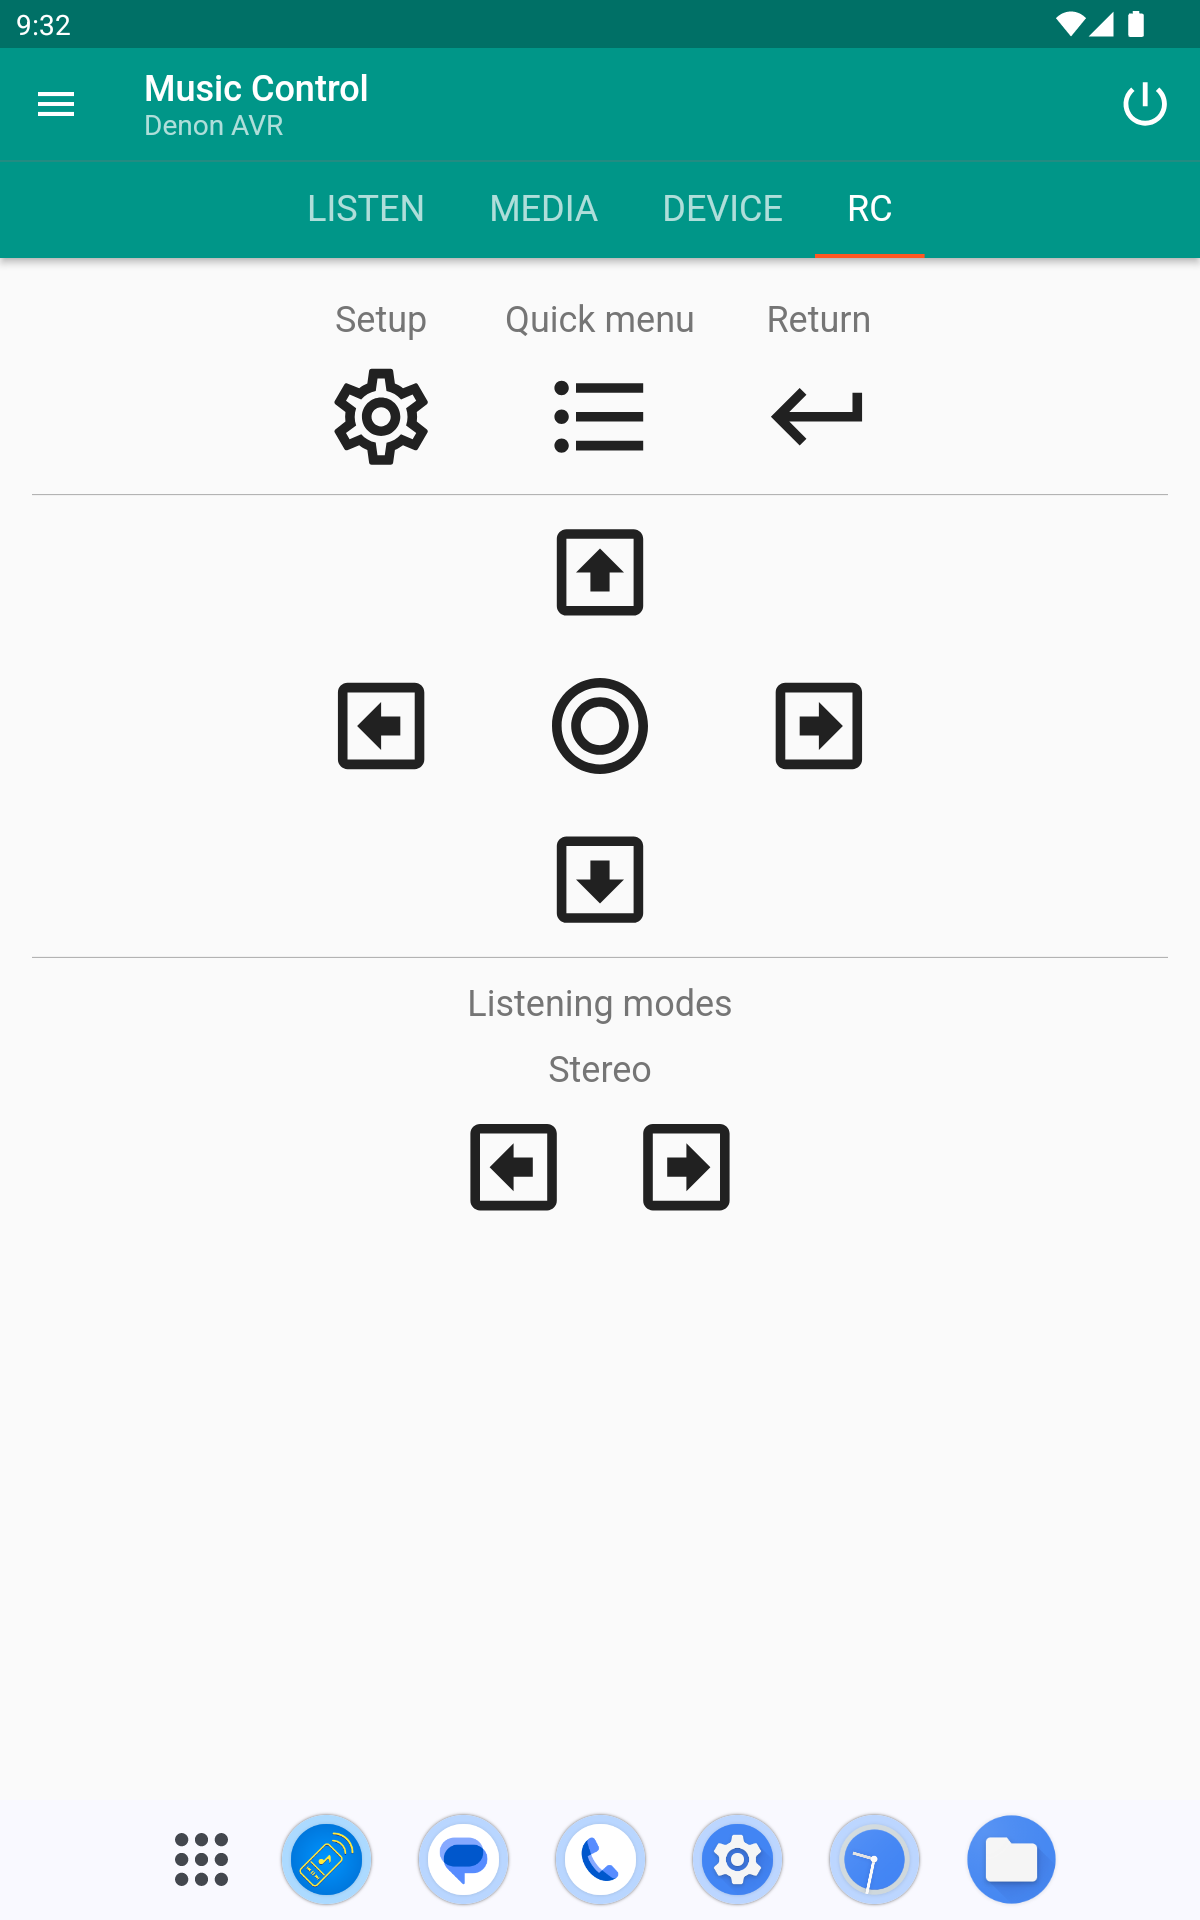 9:32
Music Control
Denon AVR
LISTEN MEDIA DEVICE RC
Setup Quick menu Return
Listening modes
Stereo